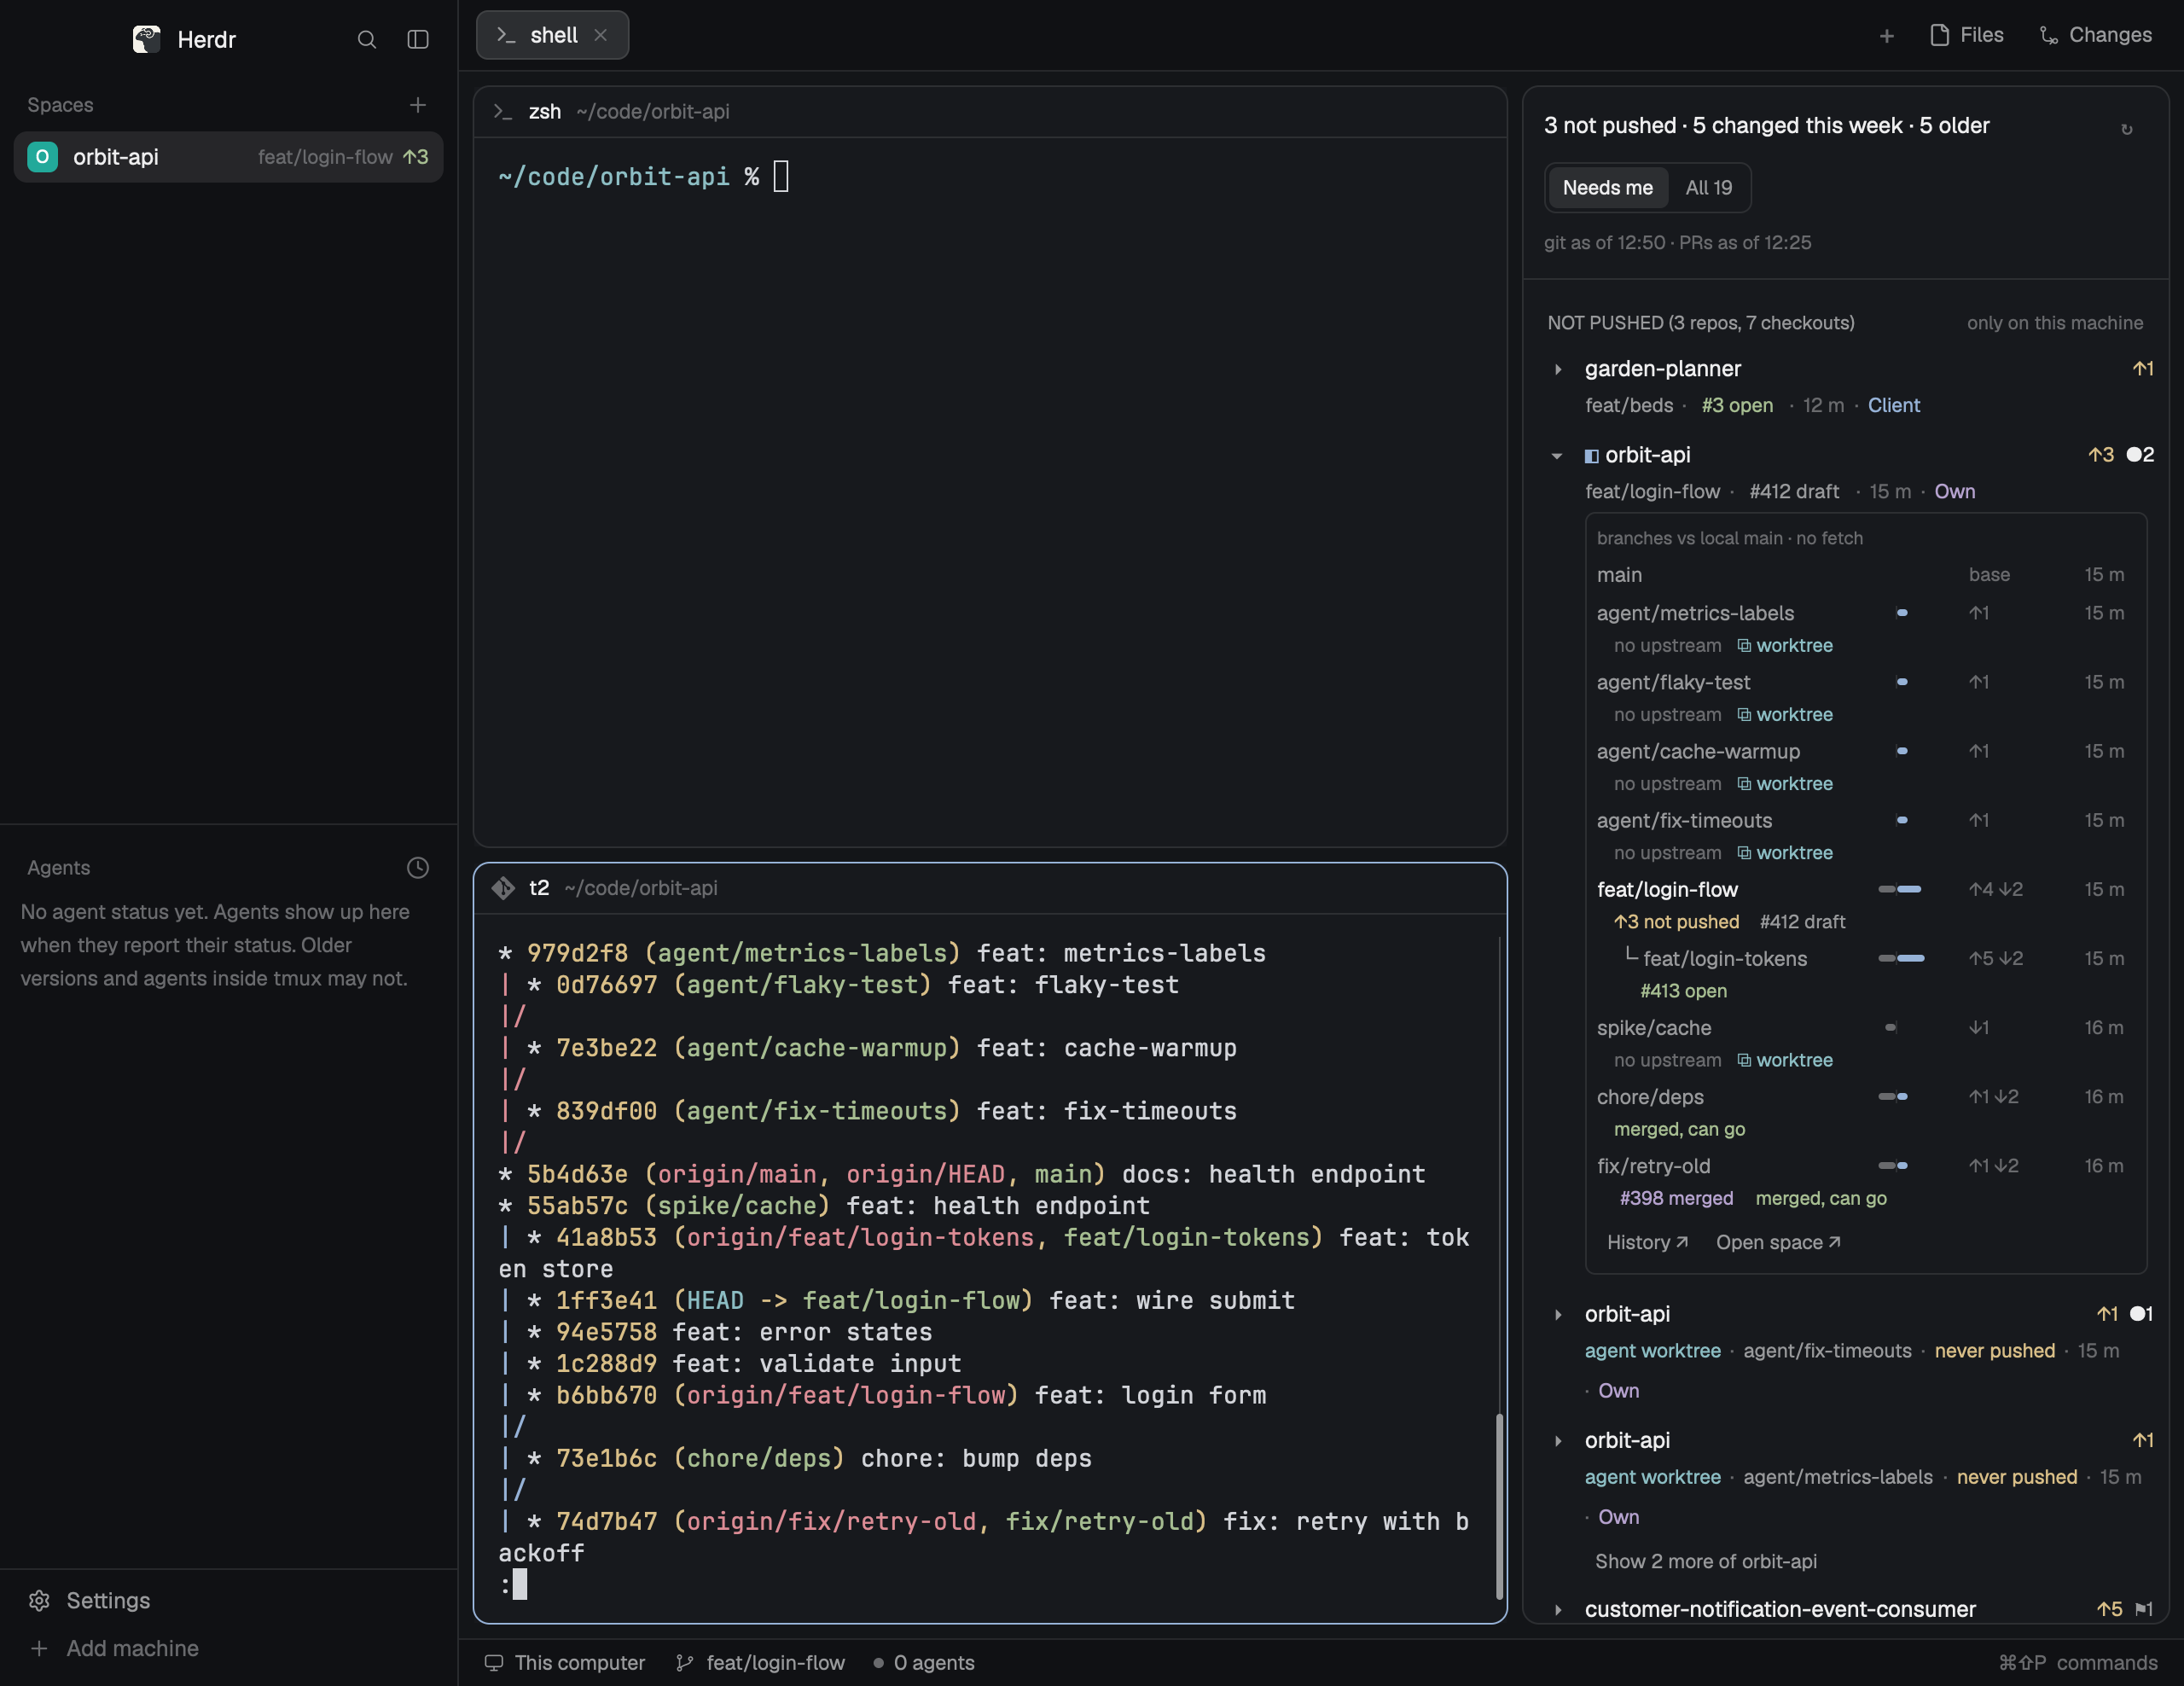 Herdr
Spaces
O orbit-api feat/login-flow ↑3
Agents
No agent status yet. Agents show up here
when they report their status. Older
versions and agents inside tmux may not.
Settings
+ Add machine
>_ shell ×
+ Files Changes
>_ zsh ~/code/orbit-api
~/code/orbit-api %
t2 ~/code/orbit-api
* 979d2f8 (agent/metrics-labels) feat: metrics-labels
| * 0d76697 (agent/flaky-test) feat: flaky-test
|/
| * 7e3be22 (agent/cache-warmup) feat: cache-warmup
|/
| * 839df00 (agent/fix-timeouts) feat: fix-timeouts
|/
* 5b4d63e (origin/main, origin/HEAD, main) docs: health endpoint
* 55ab57c (spike/cache) feat: health endpoint
| * 41a8b53 (origin/feat/login-tokens, feat/login-tokens) feat: tok
en store
| * 1ff3e41 (HEAD -> feat/login-flow) feat: wire submit
| * 94e5758 feat: error states
| * 1c288d9 feat: validate input
| * b6bb670 (origin/feat/login-flow) feat: login form
|/
| * 73e1b6c (chore/deps) chore: bump deps
|/
| * 74d7b47 (origin/fix/retry-old, fix/retry-old) fix: retry with b
ackoff
:
3 not pushed · 5 changed this week · 5 older ↻
Needs me All 19
git as of 12:50 · PRs as of 12:25
NOT PUSHED (3 repos, 7 checkouts) only on this machine
garden-planner ↑1
feat/beds · #3 open · 12 m · Client
orbit-api ↑3 ●2
feat/login-flow · #412 draft · 15 m · Own
branches vs local main · no fetch
main base 15 m
agent/metrics-labels ↑1 15 m
no upstream worktree
agent/flaky-test ↑1 15 m
no upstream worktree
agent/cache-warmup ↑1 15 m
no upstream worktree
agent/fix-timeouts ↑1 15 m
no upstream worktree
feat/login-flow ↑4 ↓2 15 m
↑3 not pushed #412 draft
└ feat/login-tokens ↑5 ↓2 15 m
#413 open
spike/cache ↓1 16 m
no upstream worktree
chore/deps ↑1 ↓2 16 m
merged, can go
fix/retry-old ↑1 ↓2 16 m
#398 merged merged, can go
History ↗ Open space ↗
orbit-api ↑1 ●1
agent worktree · agent/fix-timeouts · never pushed · 15 m
· Own
orbit-api ↑1
agent worktree · agent/metrics-labels · never pushed · 15 m
· Own
Show 2 more of orbit-api
customer-notification-event-consumer ↑5 ⚑1
This computer feat/login-flow ● 0 agents ⌘⇧P commands